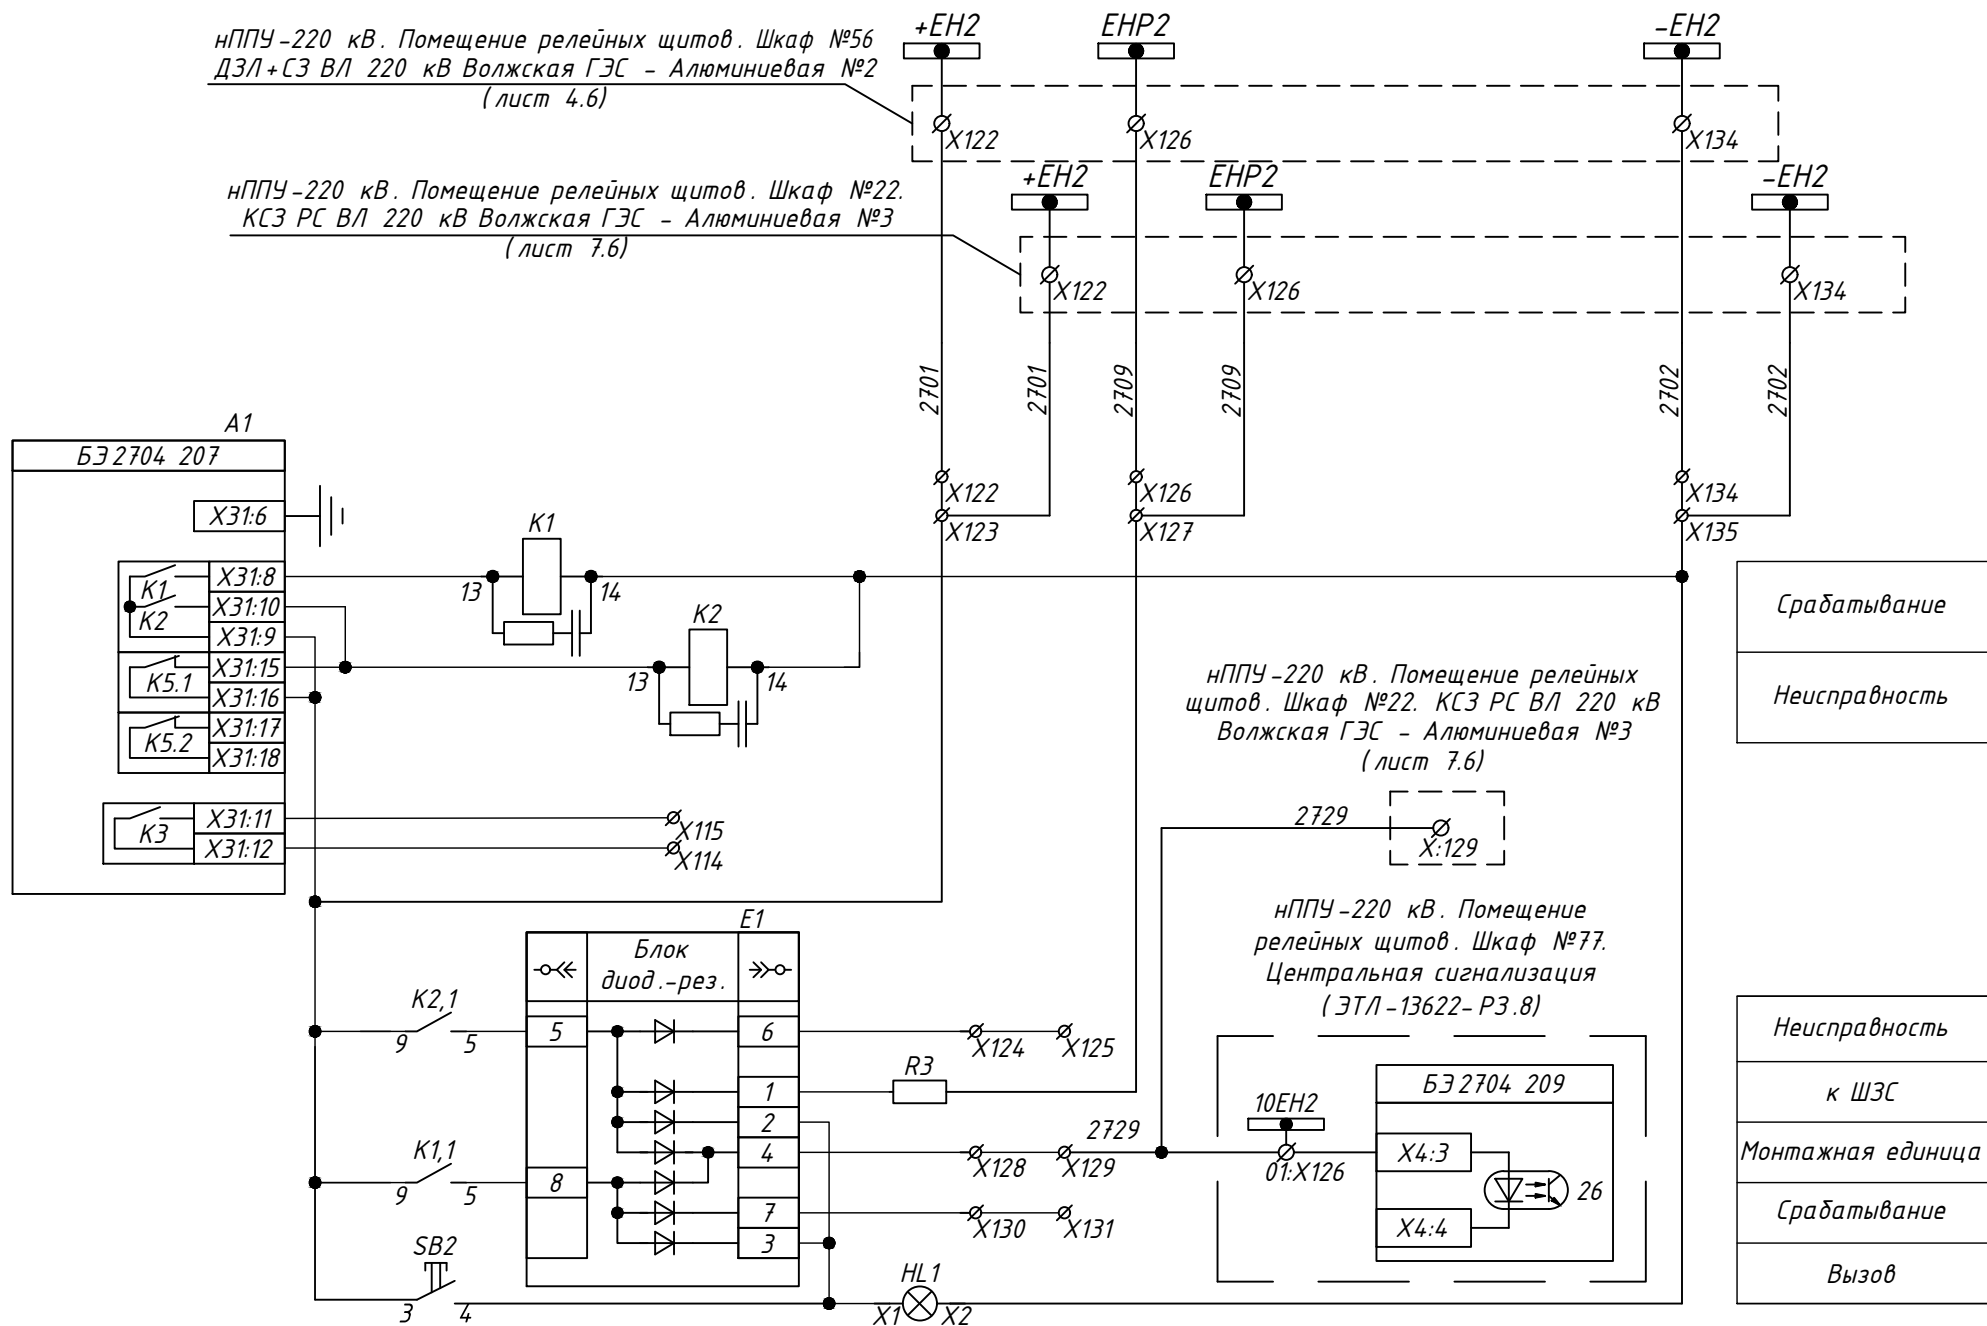 нППУ-220 кВ. Помещение релейных щитов. Шкаф №56
ДЗЛ+СЗ ВЛ 220 кВ Волжская ГЭС - Алюминиевая №2
(лист 4.6)
+EH2
EHP2
-EH2
X122
X126
X134
нППУ-220 кВ. Помещение релейных щитов. Шкаф №22.
КСЗ РС ВЛ 220 кВ Волжская ГЭС - Алюминиевая №3
(лист 7.6)
+EH2
EHP2
-EH2
X122
X126
X134
2701
2701
2709
2709
2702
2702
X122
X123
X126
X127
X134
X135
A1
БЭ2704 207
X31:6
K1
K2
X31:8
X31:10
X31:9
K5.1
X31:15
X31:16
K5.2
X31:17
X31:18
K3
X31:11
X31:12
K1
13
14
K2
13
14
X115
X114
Срабатывание
Неисправность
нППУ-220 кВ. Помещение релейных
щитов. Шкаф №22. КСЗ РС ВЛ 220 кВ
Волжская ГЭС - Алюминиевая №3
(лист 7.6)
2729
X:129
нППУ-220 кВ. Помещение
релейных щитов. Шкаф №77.
Центральная сигнализация
(ЭТЛ-13622-РЗ.8)
E1
Блок
диод.-рез.
K2,1
9
5
5
6
X124
X125
1
R3
2
K1,1
9
5
8
4
X128
2729
X129
7
X130
X131
3
SB2
3
4
HL1
X1
X2
10EH2
01:X126
БЭ2704 209
X4:3
X4:4
26
Неисправность
к ШЗС
Монтажная единица
Срабатывание
Вызов